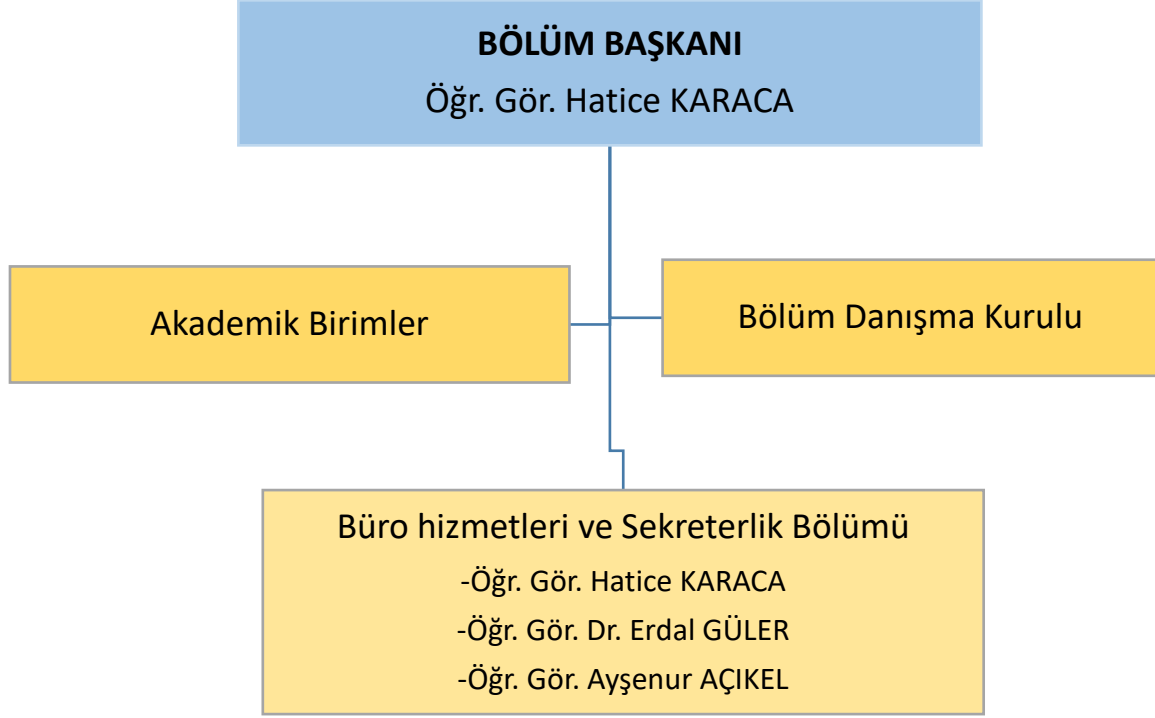 BÖLÜM BAŞKANI
Öğr. Gör. Hatice KARACA
Akademik Birimler
Bölüm Danışma Kurulu
Büro hizmetleri ve Sekreterlik Bölümü
-Öğr. Gör. Hatice KARACA
-Öğr. Gör. Dr. Erdal GÜLER
-Öğr. Gör. Ayşenur AÇIKEL